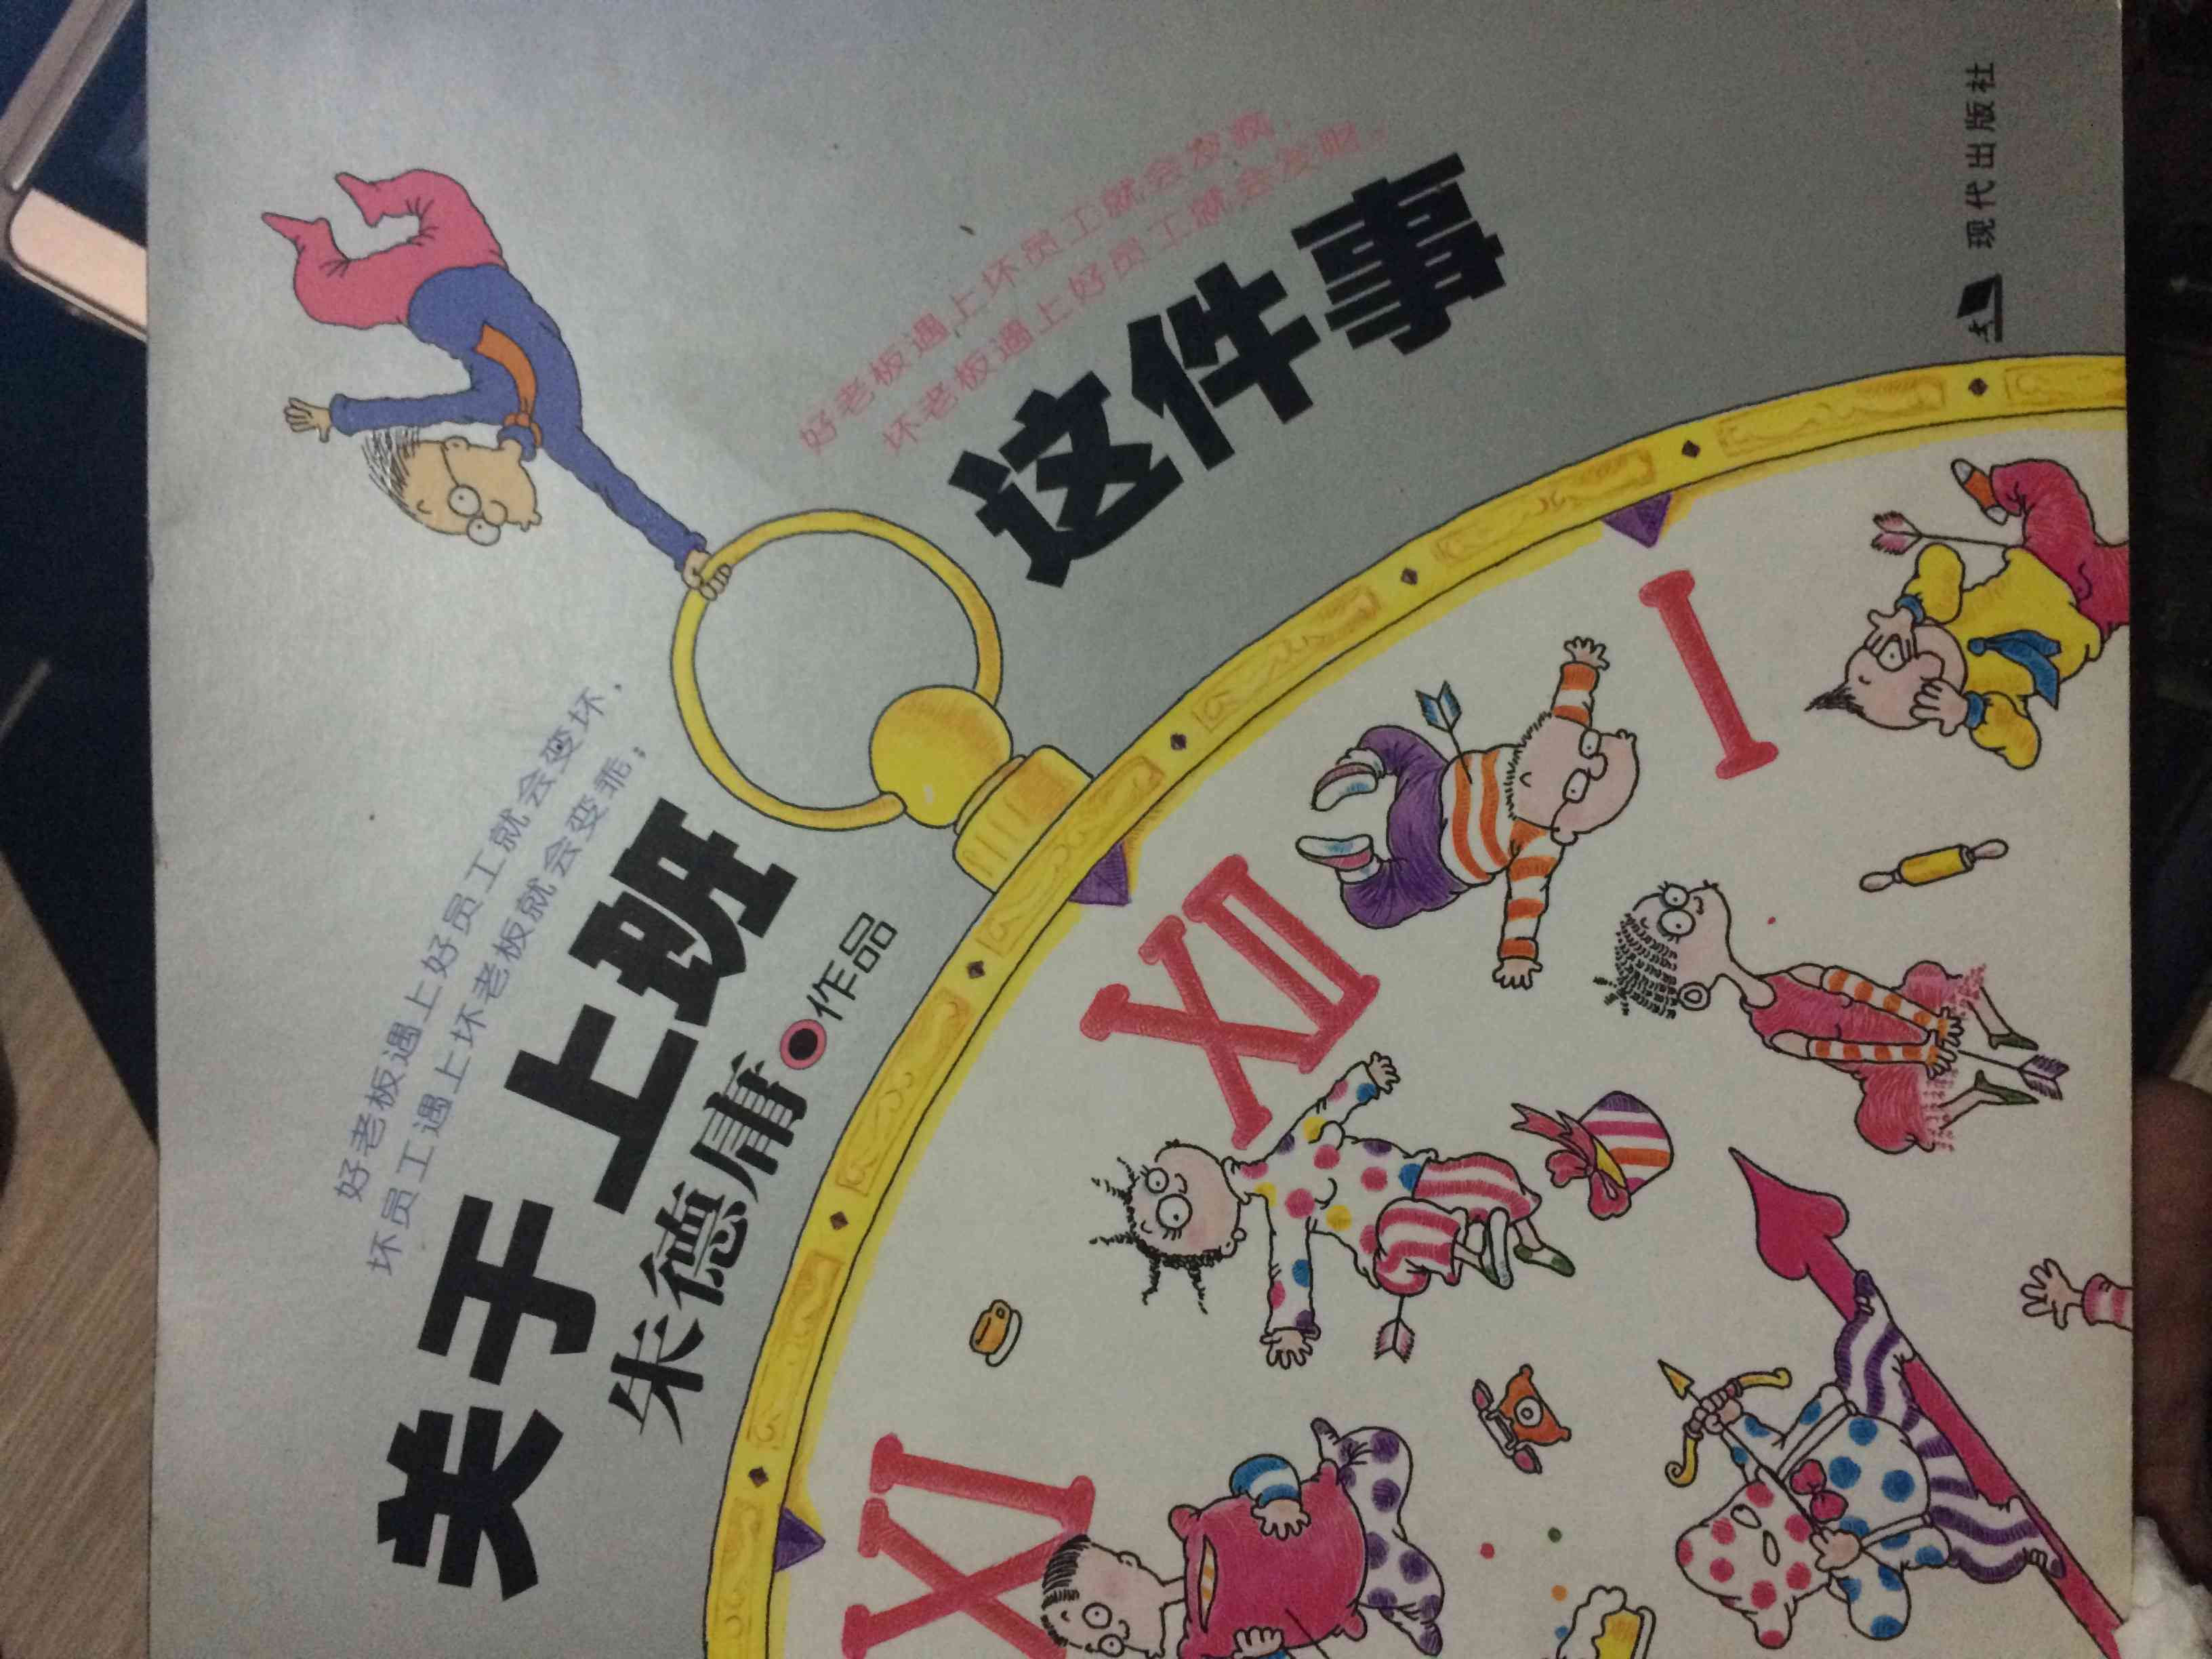 好老板遇上好员工就会变坏，
坏员工遇上坏老板就会变乖；
关于上班
朱德庸•作品
好老板遇上坏员工就会发疯，
坏老板遇上好员工就会
这件事
XI
XII
I
现代出版社